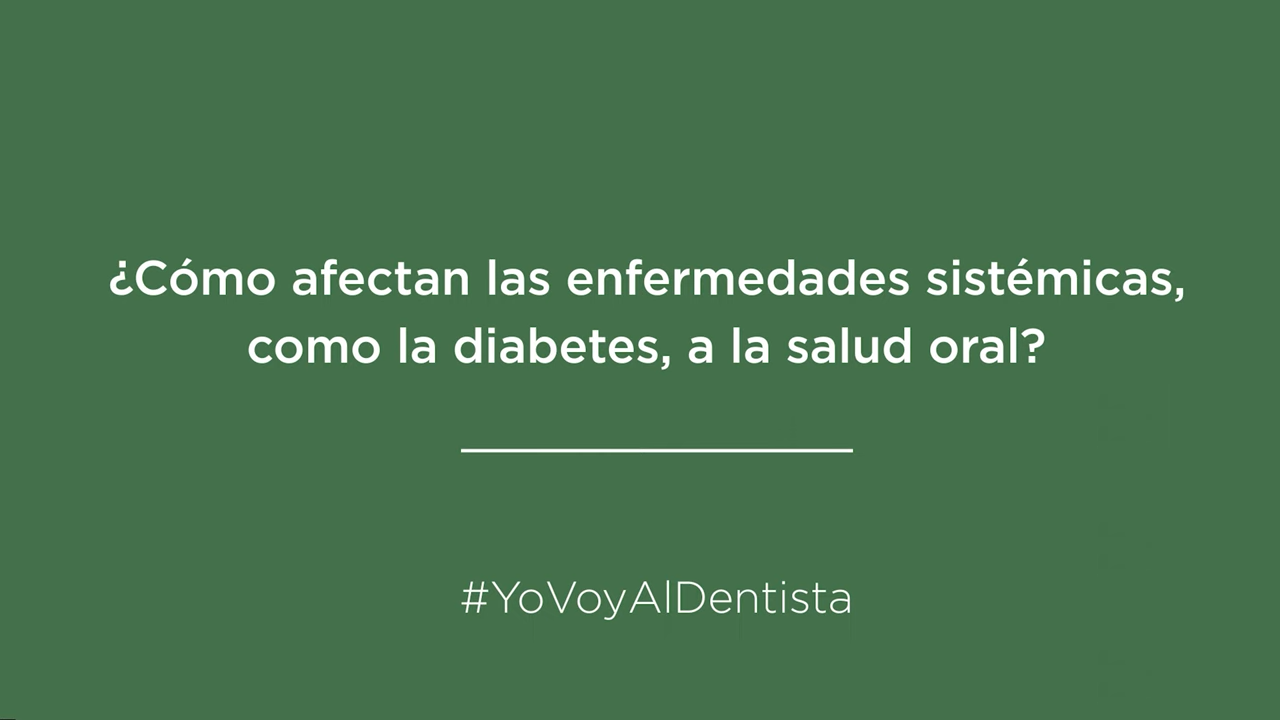 ¿Cómo afectan las enfermedades sistémicas,
como la diabetes, a la salud oral?
#YoVoyAlDentista